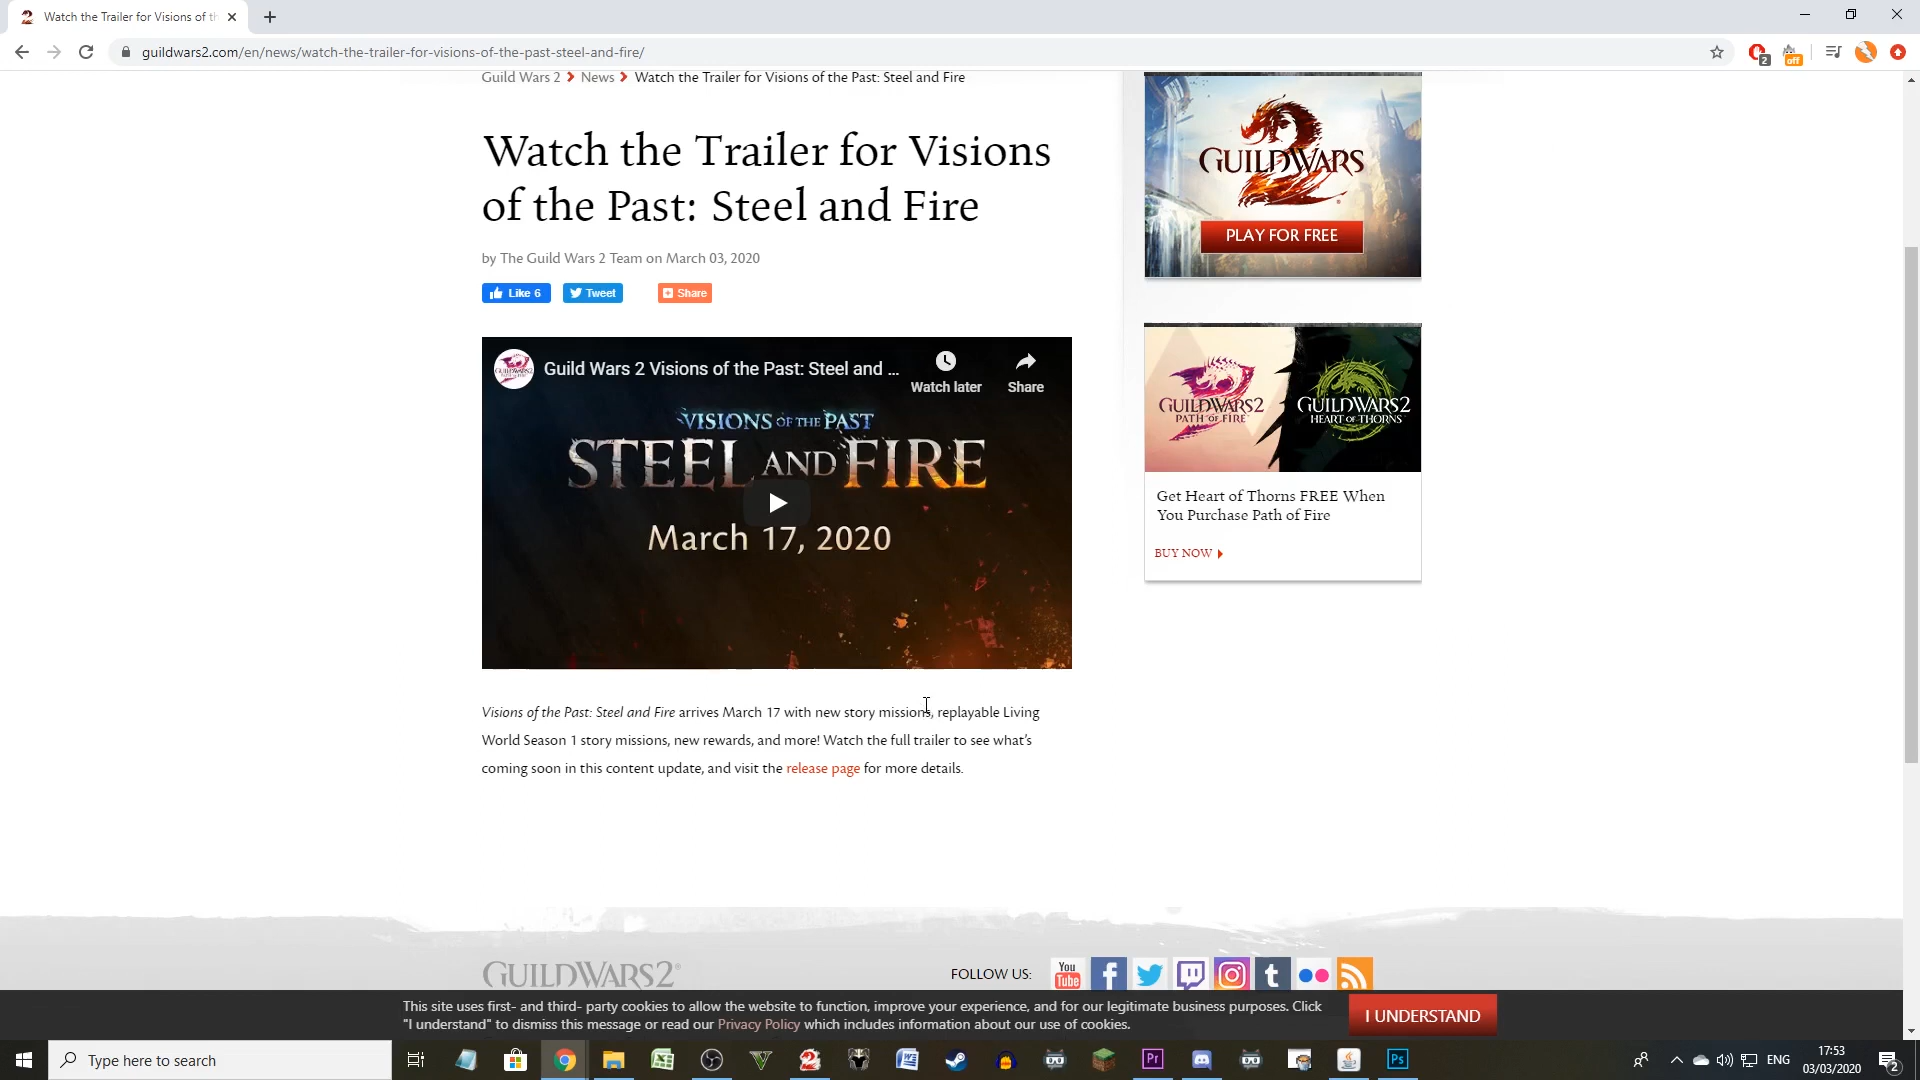 Watch the Trailer for Visions of th
guildwars2.com/en/news/watch-the-trailer-for-visions-of-the-past-steel-and-fire/
2
off
Guild Wars 2 News Watch the Trailer for Visions of the Past: Steel and Fire
Watch the Trailer for Visions
of the Past: Steel and Fire
by The Guild Wars 2 Team on March 03, 2020
Like 6
Tweet
Share
Guild Wars 2 Visions of the Past: Steel and ...
Watch later
Share
VISIONS OF THE PAST
STEEL AND FIRE
March 17, 2020
Visions of the Past: Steel and Fire arrives March 17 with new story missions, replayable Living
World Season 1 story missions, new rewards, and more! Watch the full trailer to see what's
coming soon in this content update, and visit the release page for more details.
GUILDWARS
2
PLAY FOR FREE
GUILDWARS2
PATH OF FIRE
GUILDWARS2
HEART OF THORNS
Get Heart of Thorns FREE When
You Purchase Path of Fire
BUY NOW
GUILDWARS2
FOLLOW US:
You
Tube
This site uses first- and third- party cookies to allow the website to function, improve your experience, and for our legitimate business purposes. Click
"I understand" to dismiss this message or read our Privacy Policy which includes information about our use of cookies.
I UNDERSTAND
Type here to search
Pr
Ps
ENG
17:53
03/03/2020
2